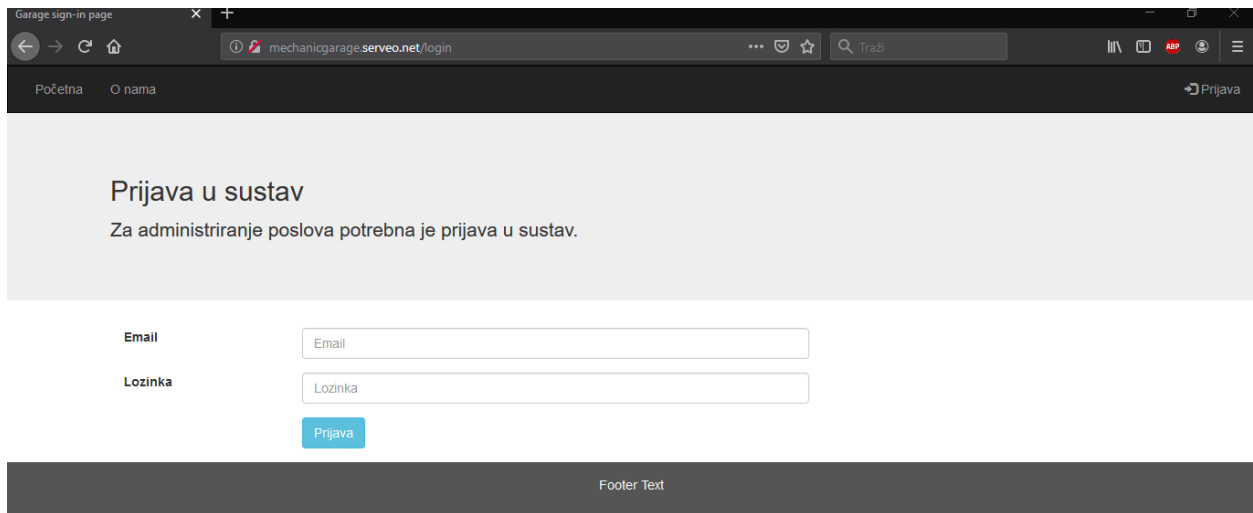 Garage sign-in page
mechanicgarage.serveo.net/login
Traži
ABP
Početna O nama Prijava
Prijava u sustav
Za administriranje poslova potrebna je prijava u sustav.
Email Email
Lozinka Lozinka
Prijava
Footer Text